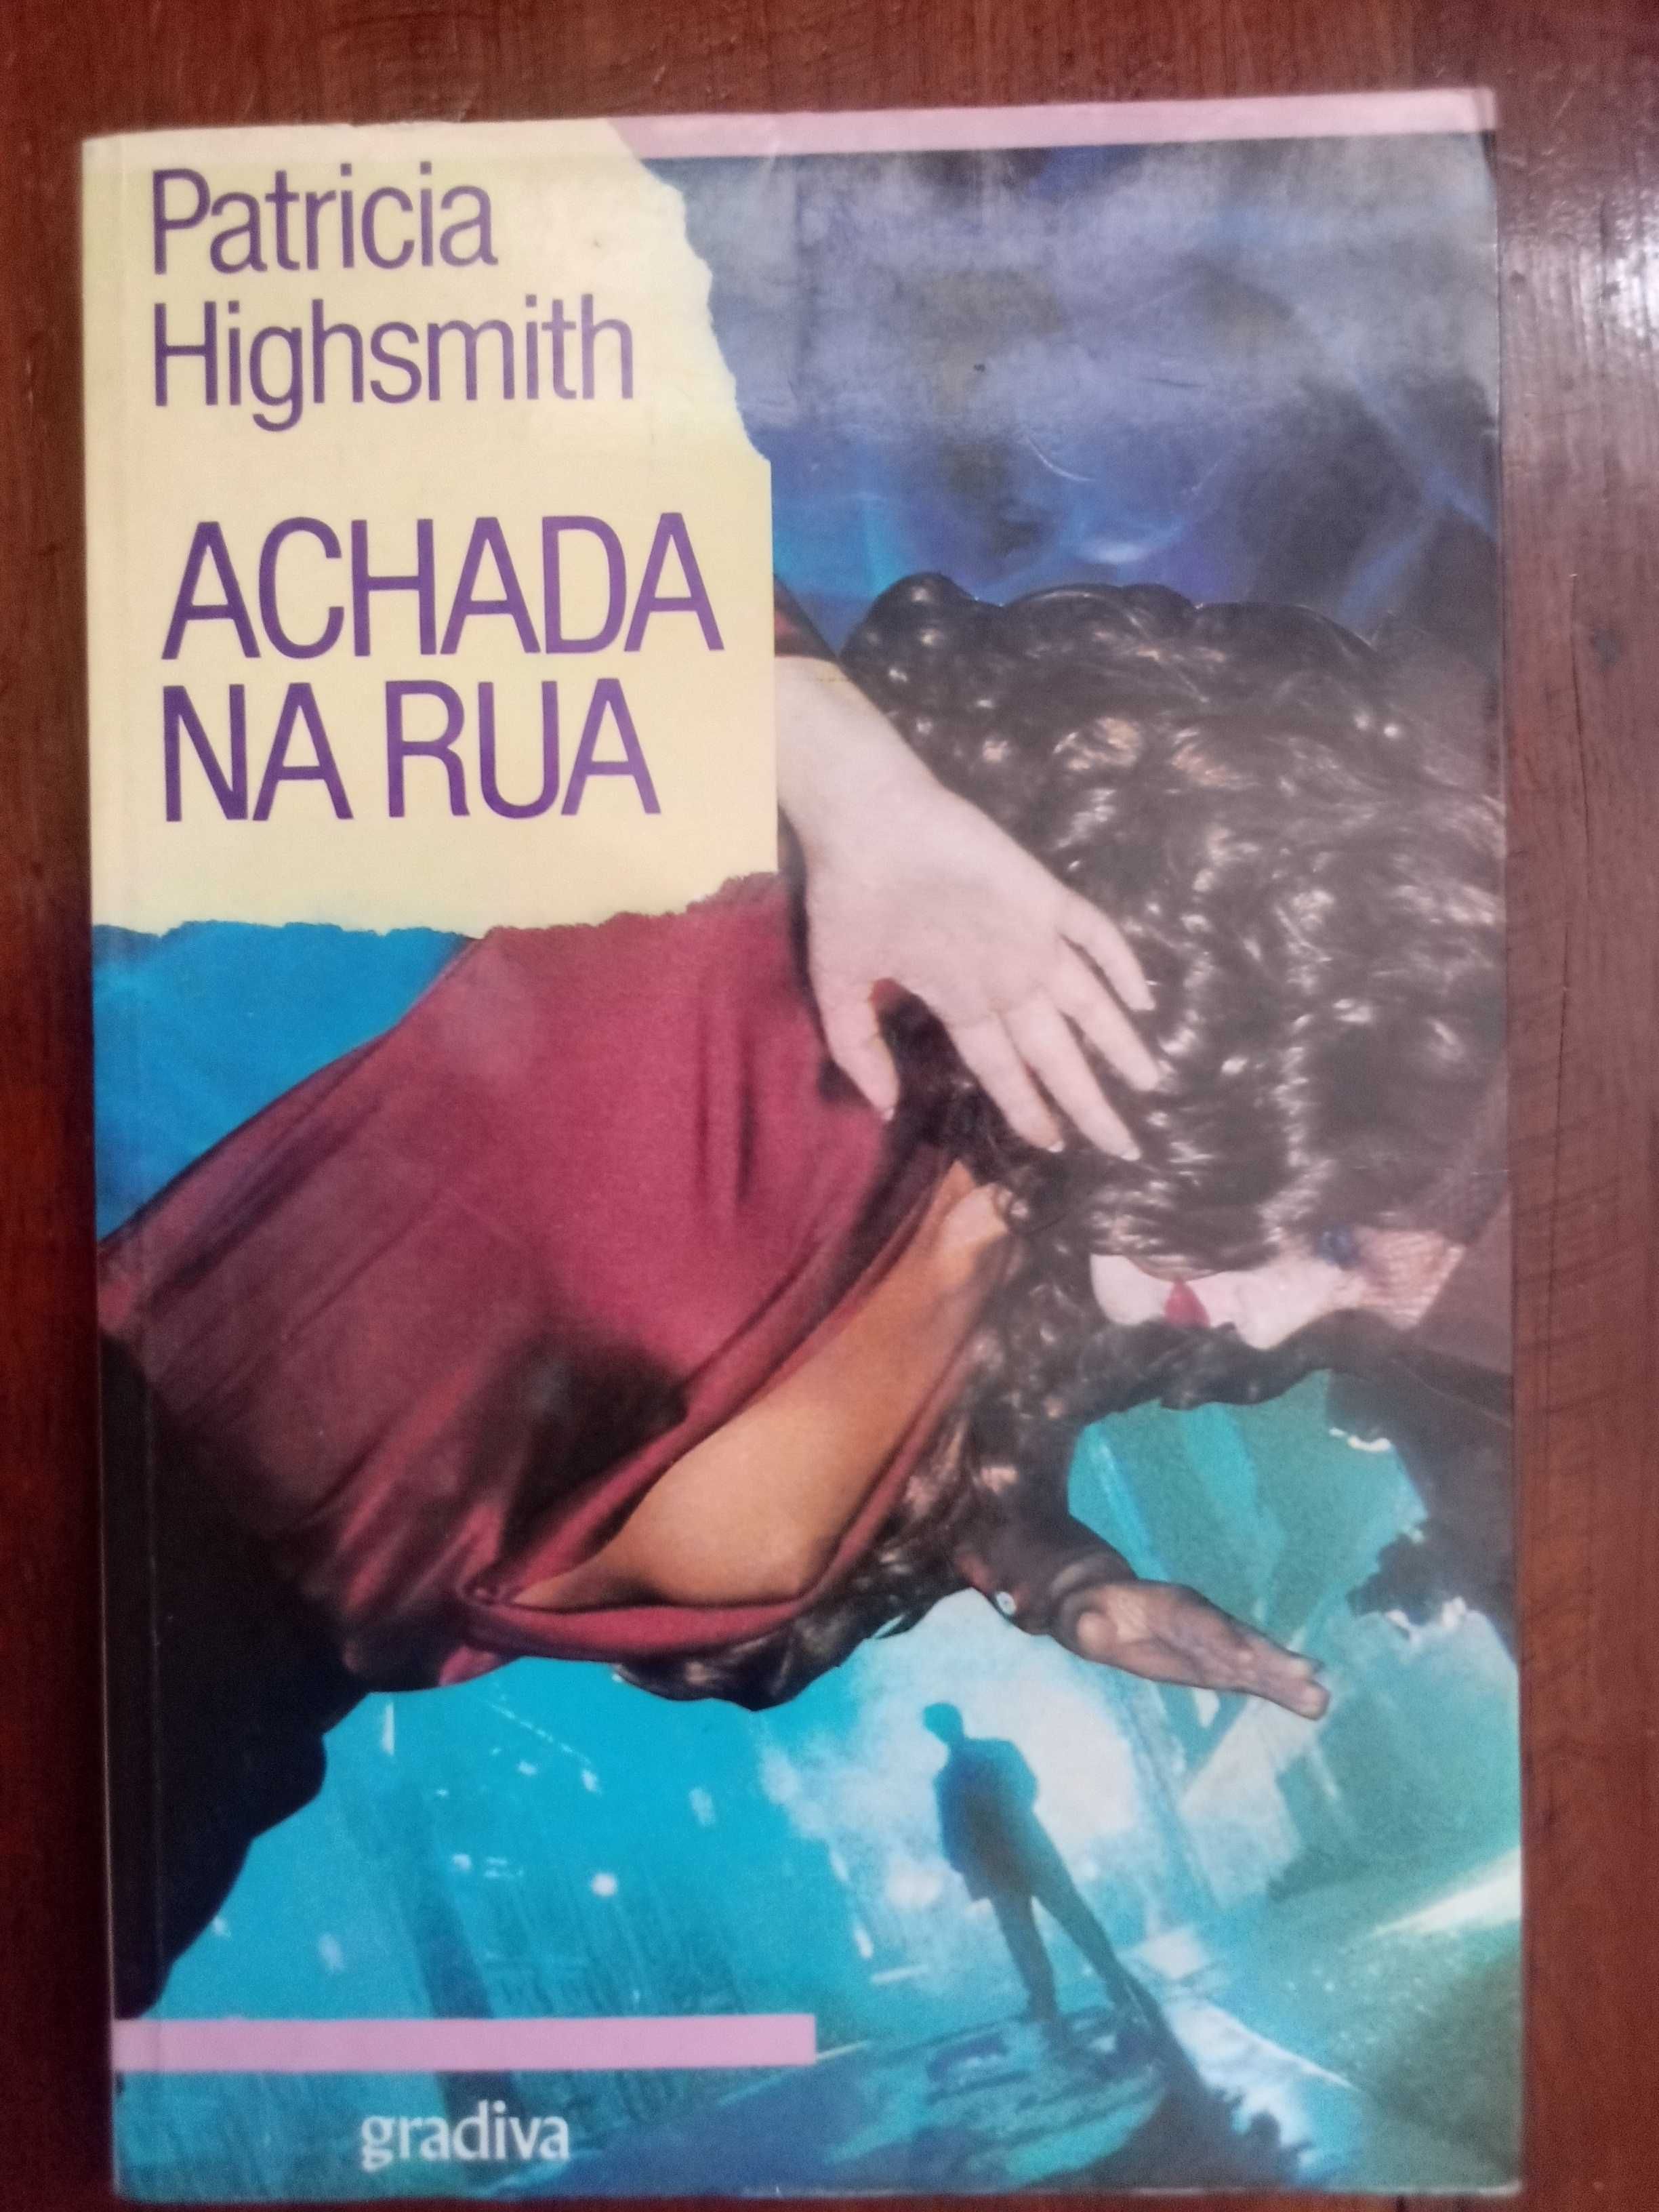 Patricia
Highsmith
ACHADA
NA RUA
gradiva